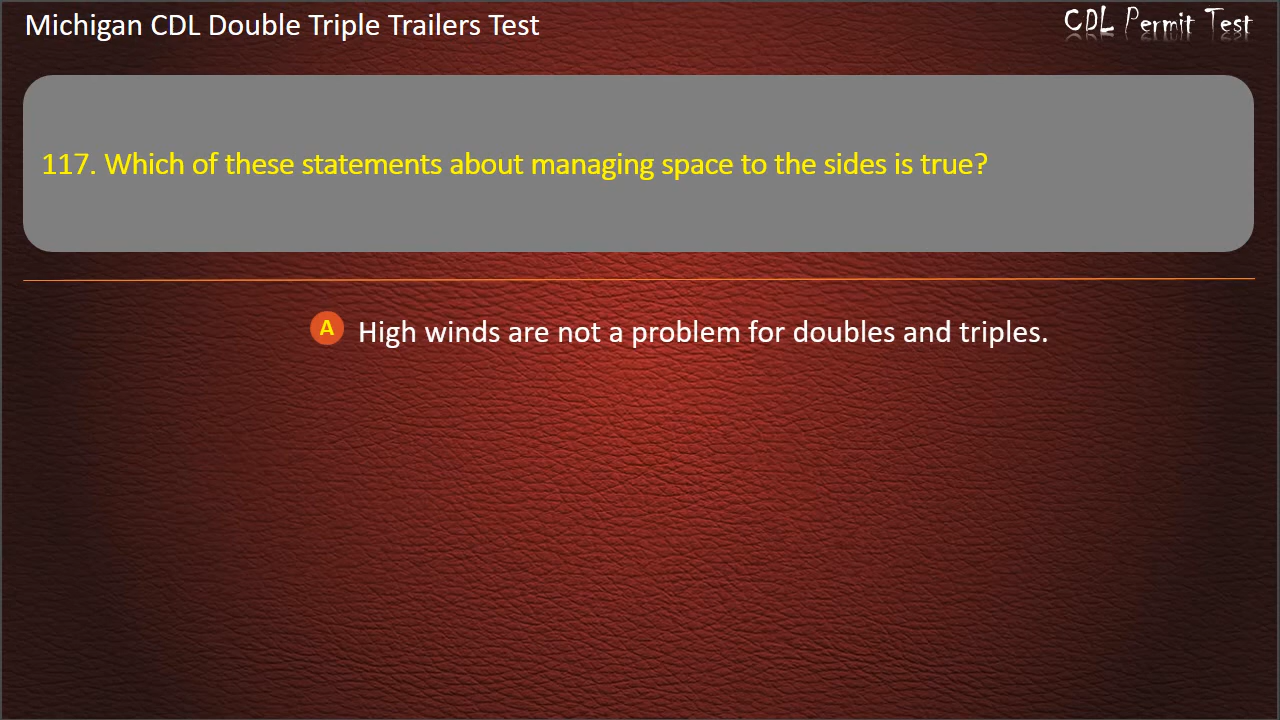 Michigan CDL Double Triple Trailers Test
CDL Permit Test
117. Which of these statements about managing space to the sides is true?
A High winds are not a problem for doubles and triples.